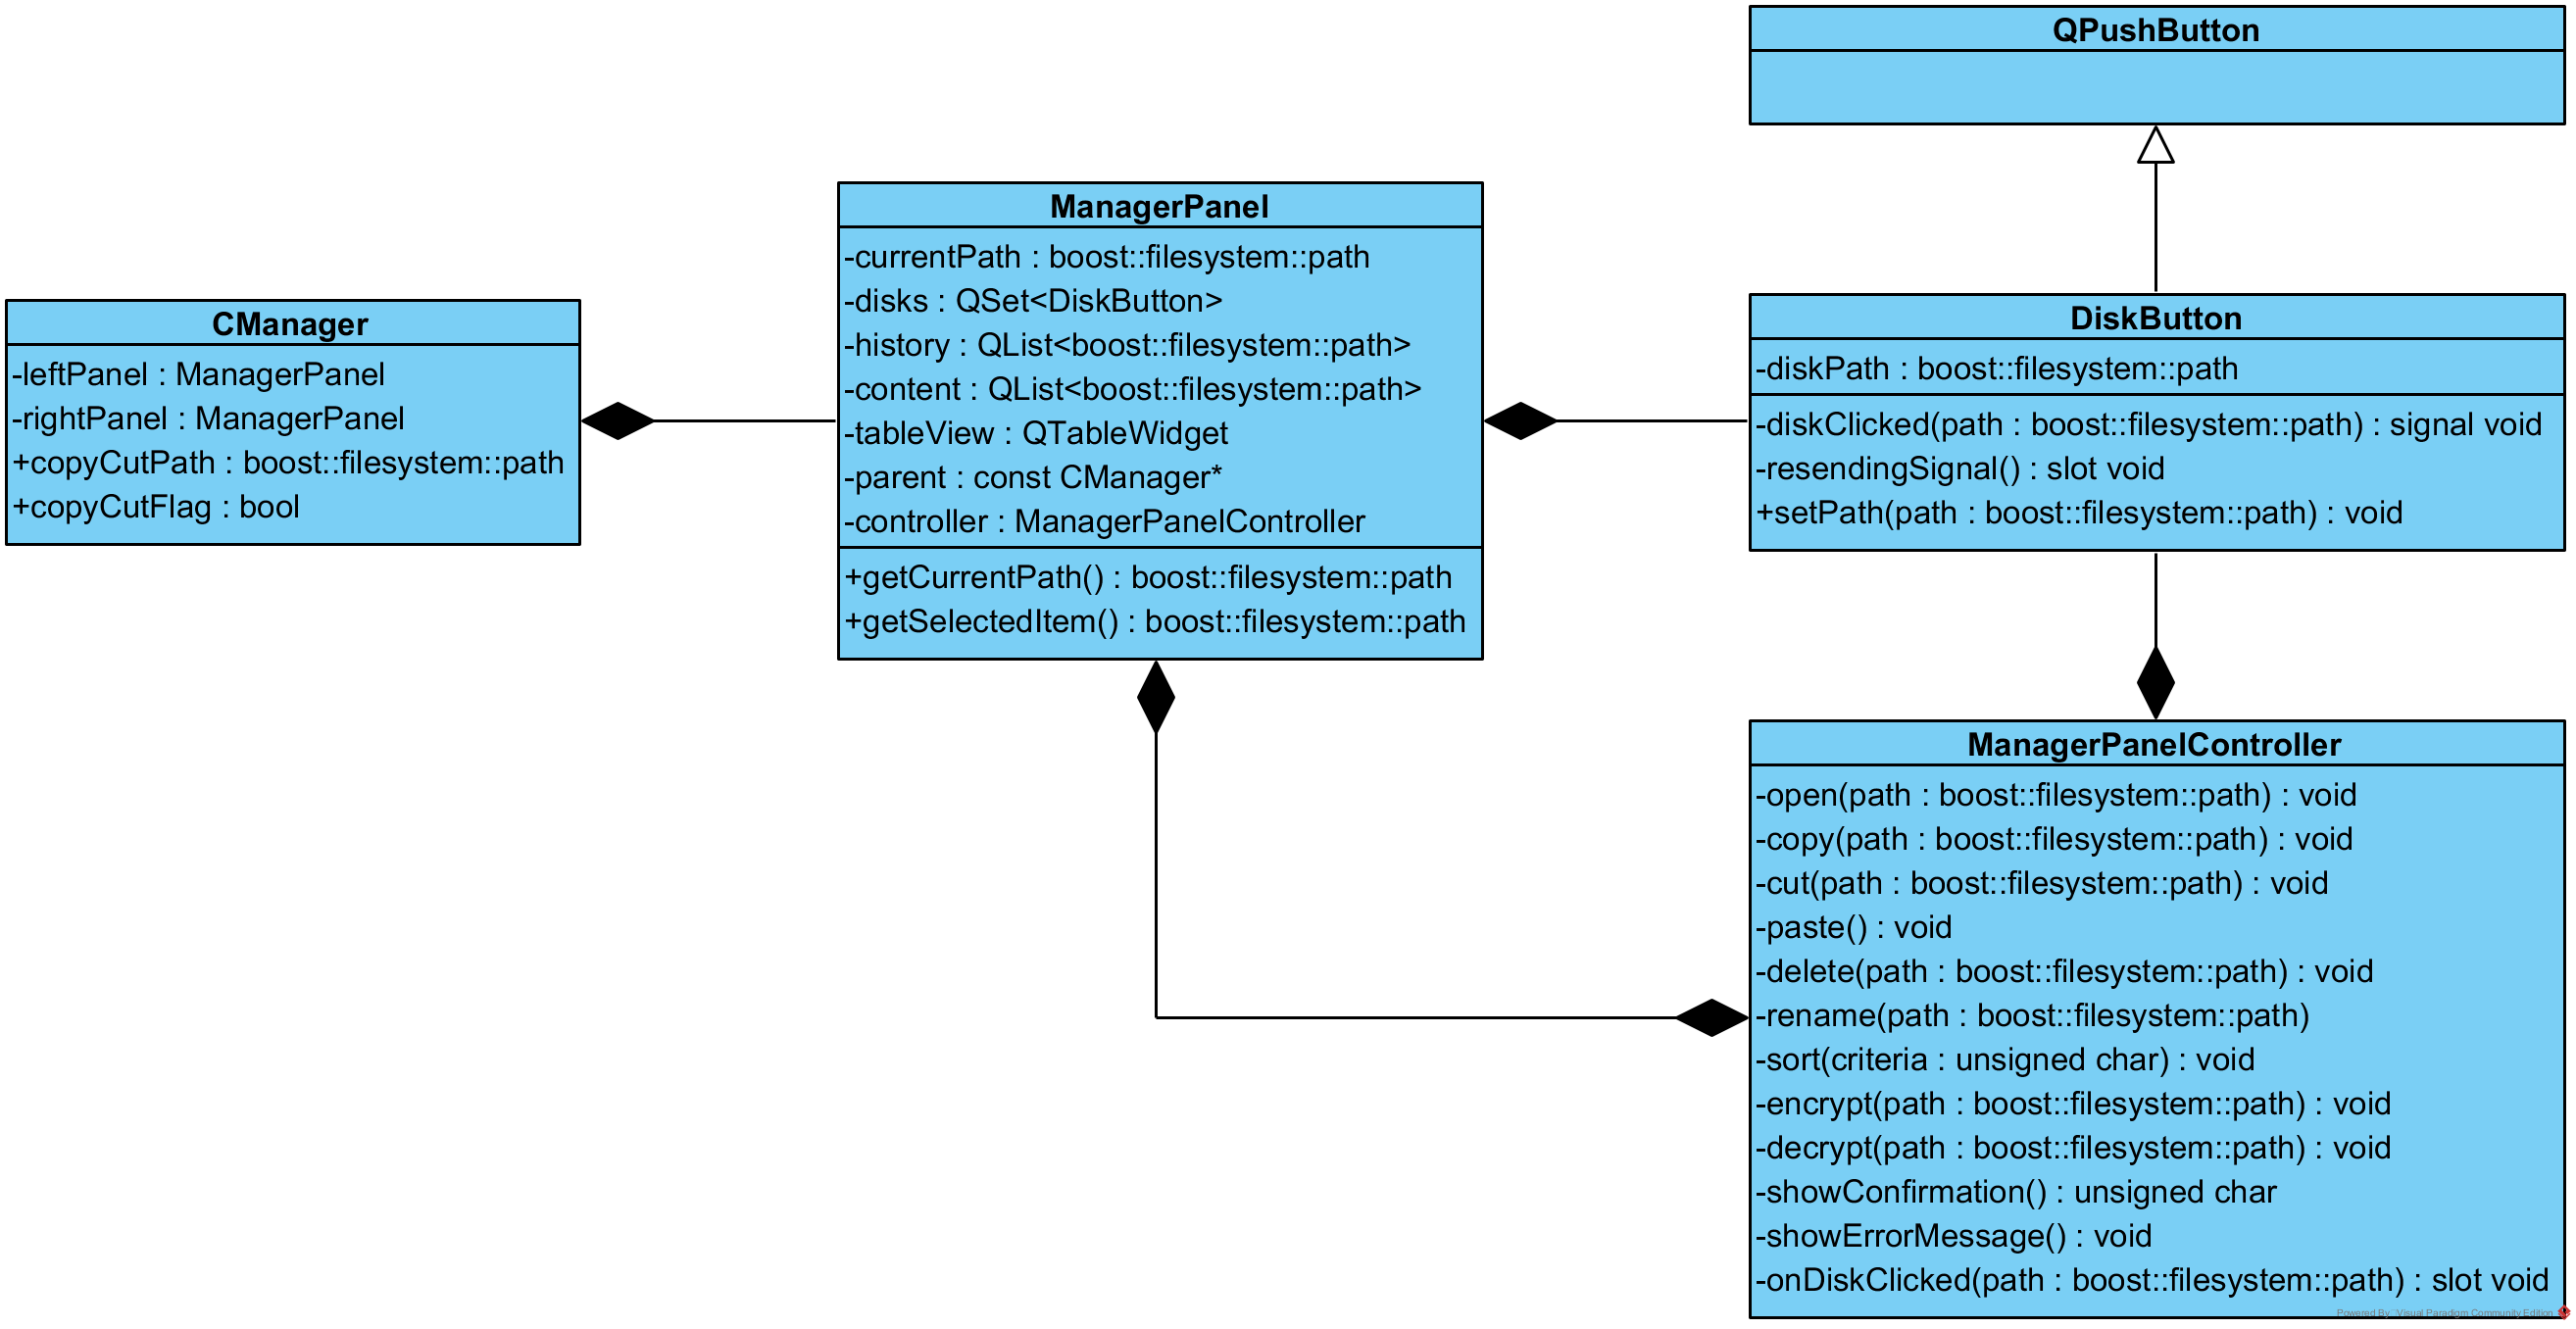 QPushButton
ManagerPanel
-currentPath : boost::filesystem::path
-disks : QSet<DiskButton>
-history : QList<boost::filesystem::path>
-content : QList<boost::filesystem::path>
-tableView : QTableWidget
-parent : const CManager*
-controller : ManagerPanelController
+getCurrentPath() : boost::filesystem::path
+getSelectedItem() : boost::filesystem::path
CManager
-leftPanel : ManagerPanel
-rightPanel : ManagerPanel
+copyCutPath : boost::filesystem::path
+copyCutFlag : bool
DiskButton
-diskPath : boost::filesystem::path
-diskClicked(path : boost::filesystem::path) : signal void
-resendingSignal() : slot void
+setPath(path : boost::filesystem::path) : void
ManagerPanelController
-open(path : boost::filesystem::path) : void
-copy(path : boost::filesystem::path) : void
-cut(path : boost::filesystem::path) : void
-paste() : void
-delete(path : boost::filesystem::path) : void
-rename(path : boost::filesystem::path)
-sort(criteria : unsigned char) : void
-encrypt(path : boost::filesystem::path) : void
-decrypt(path : boost::filesystem::path) : void
-showConfirmation() : unsigned char
-showErrorMessage() : void
-onDiskClicked(path : boost::filesystem::path) : slot void
Powered By Visual Paradigm Community Edition